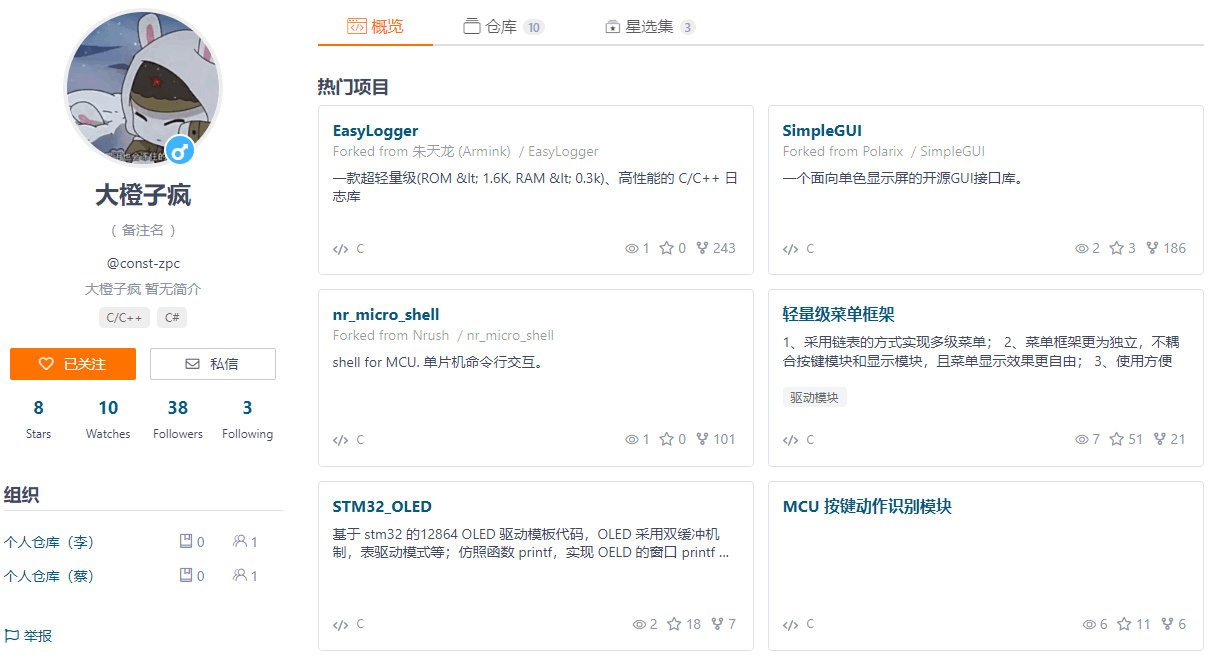 概览
仓库 10
星选集 3
大橙子疯
( 备注名 )
@const-zpc
大橙子疯 暂无简介
C/C++ C#
已关注 私信
8 10 38 3
Stars Watches Followers Following
组织
个人仓库（李） 0 1
个人仓库（蔡） 0 1
举报
热门项目
EasyLogger
Forked from 朱天龙 (Armink) / EasyLogger
一款超轻量级(ROM &lt; 1.6K, RAM &lt; 0.3k)、高性能的 C/C++ 日
志库
C 1 0 243
SimpleGUI
Forked from Polarix / SimpleGUI
一个面向单色显示屏的开源GUI接口库。
C 2 3 186
nr_micro_shell
Forked from Nrush / nr_micro_shell
shell for MCU. 单片机命令行交互。
C 1 0 101
轻量级菜单框架
1、采用链表的方式实现多级菜单； 2、菜单框架更为独立，不耦
合按键模块和显示模块，且菜单显示效果更自由； 3、使用方便
驱动模块
C 7 51 21
STM32_OLED
基于 stm32 的12864 OLED 驱动模板代码，OLED 采用双缓冲机
制，表驱动模式等；仿照函数 printf，实现 OELD 的窗口 printf ...
C 2 18 7
MCU 按键动作识别模块
C 6 11 6